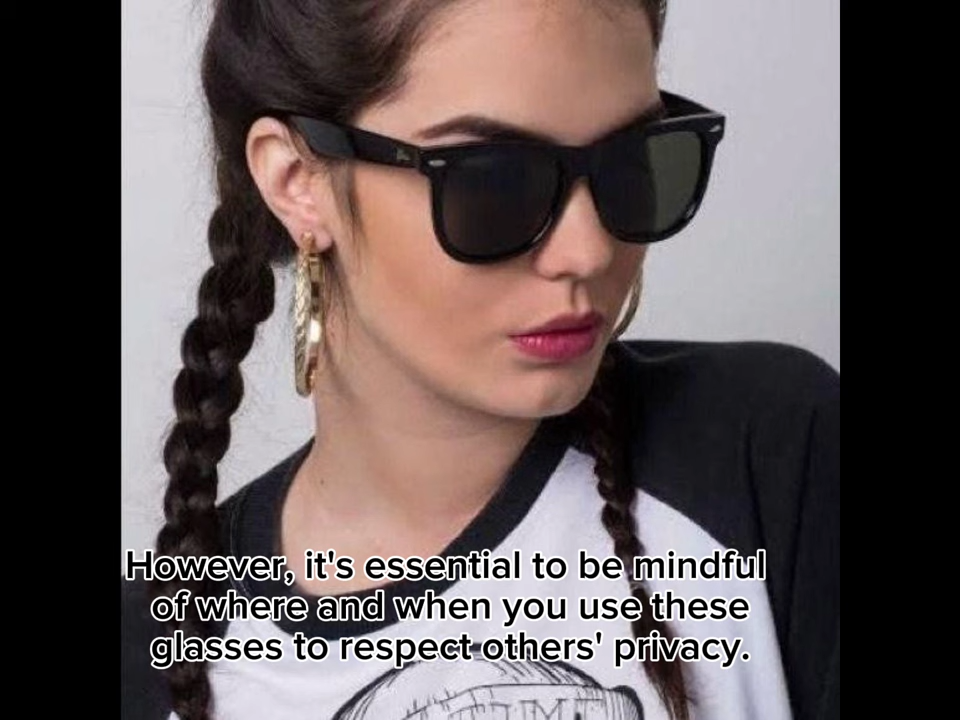 However, it's essential to be mindful
of where and when you use these
glasses to respect others' privacy.